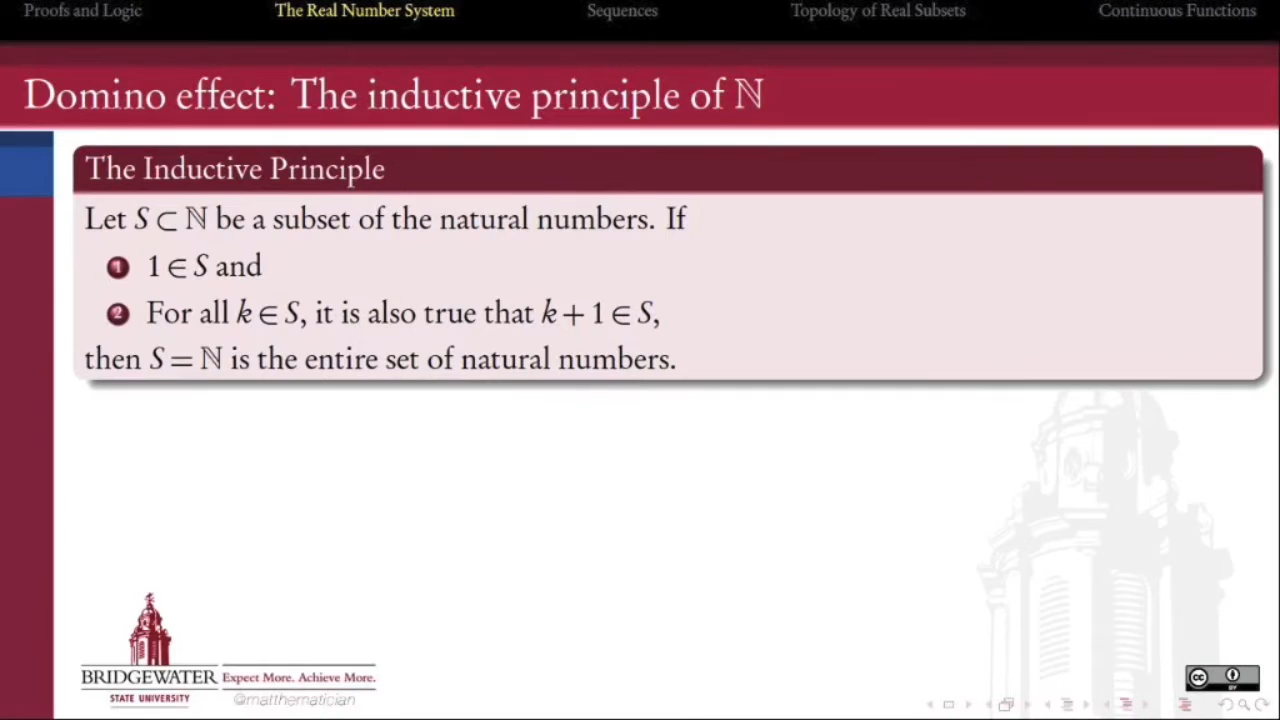 Proofs and Logic The Real Number System Sequences Topology of Real Subsets Continuous Functions
Domino effect: The inductive principle of ℕ
The Inductive Principle
Let S ⊂ ℕ be a subset of the natural numbers. If
1 1 ∈ S and
2 For all k ∈ S, it is also true that k + 1 ∈ S,
then S = ℕ is the entire set of natural numbers.
BRIDGEWATER Expect More. Achieve More.
STATE UNIVERSITY @matthematician
CC BY